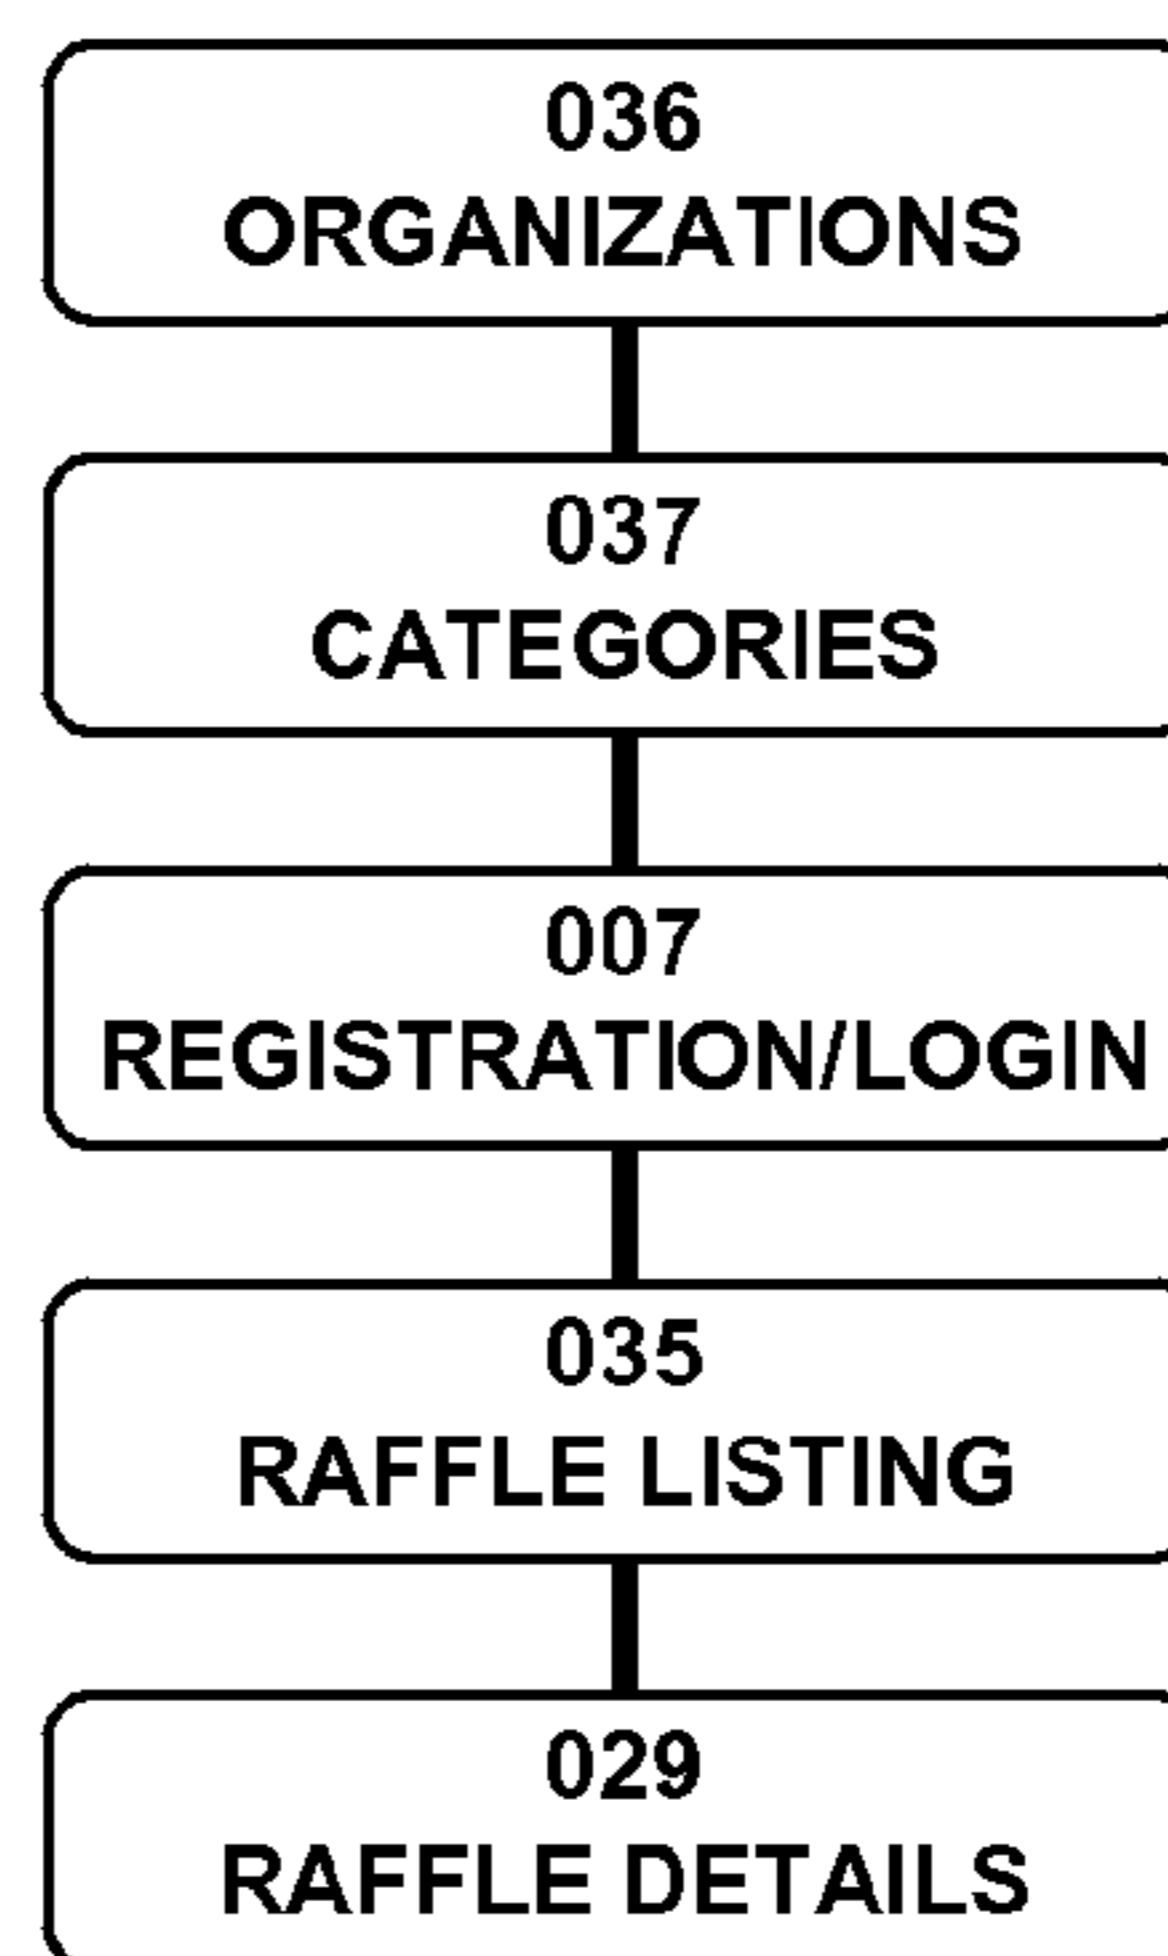 036
ORGANIZATIONS
037
CATEGORIES
007
REGISTRATION/LOGIN
035
RAFFLE LISTING
029
RAFFLE DETAILS